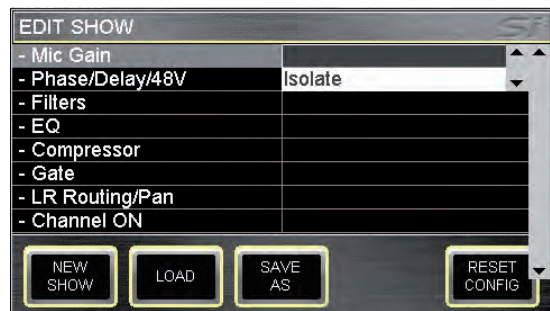 EDIT SHOW
Si
- Mic Gain
- Phase/Delay/48V Isolate
- Filters
- EQ
- Compressor
- Gate
- LR Routing/Pan
- Channel ON
NEW SHOW
LOAD
SAVE AS
RESET CONFIG